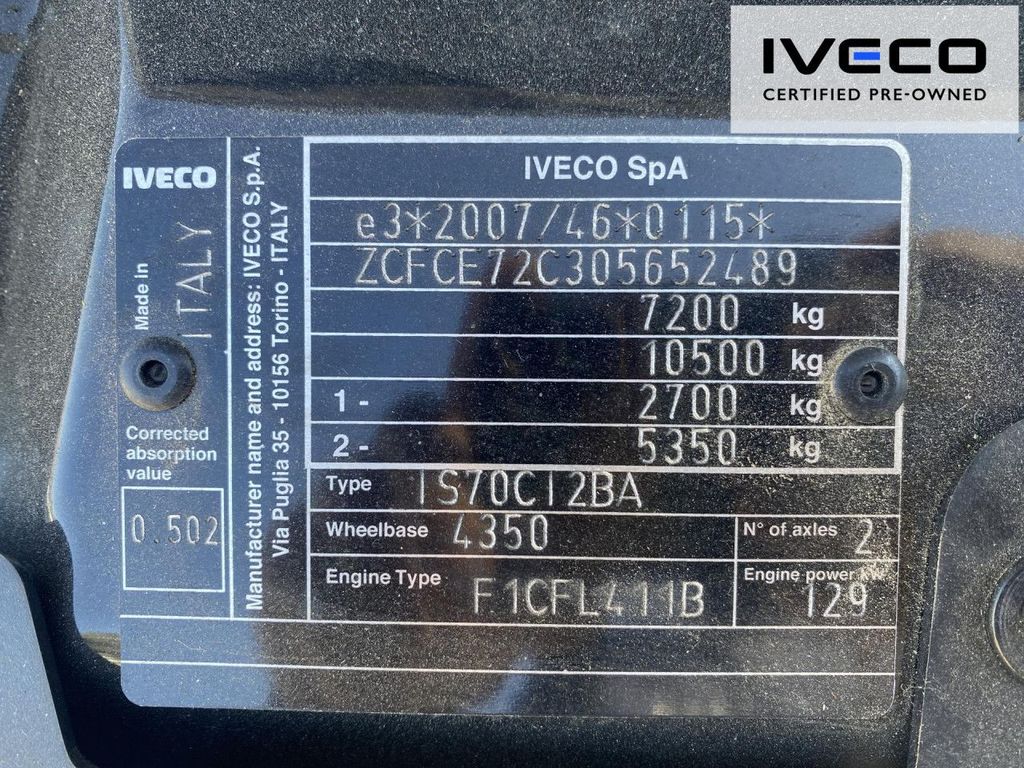 IVECO
CERTIFIED PRE-OWNED
IVECO
Made in ITALY
Corrected
absorption
value
0.502
Manufacturer name and address: IVECO S.p.A.
Via Puglia 35 - 10156 Torino - ITALY
IVECO SpA
e3*2007/46*0115*
ZCFCE72C305652489
7200 kg
10500 kg
1 - 2700 kg
2 - 5350 kg
Type IS70CI2BA
Wheelbase 4350 N° of axles 2
Engine Type F1CFL411B Engine power kW 129